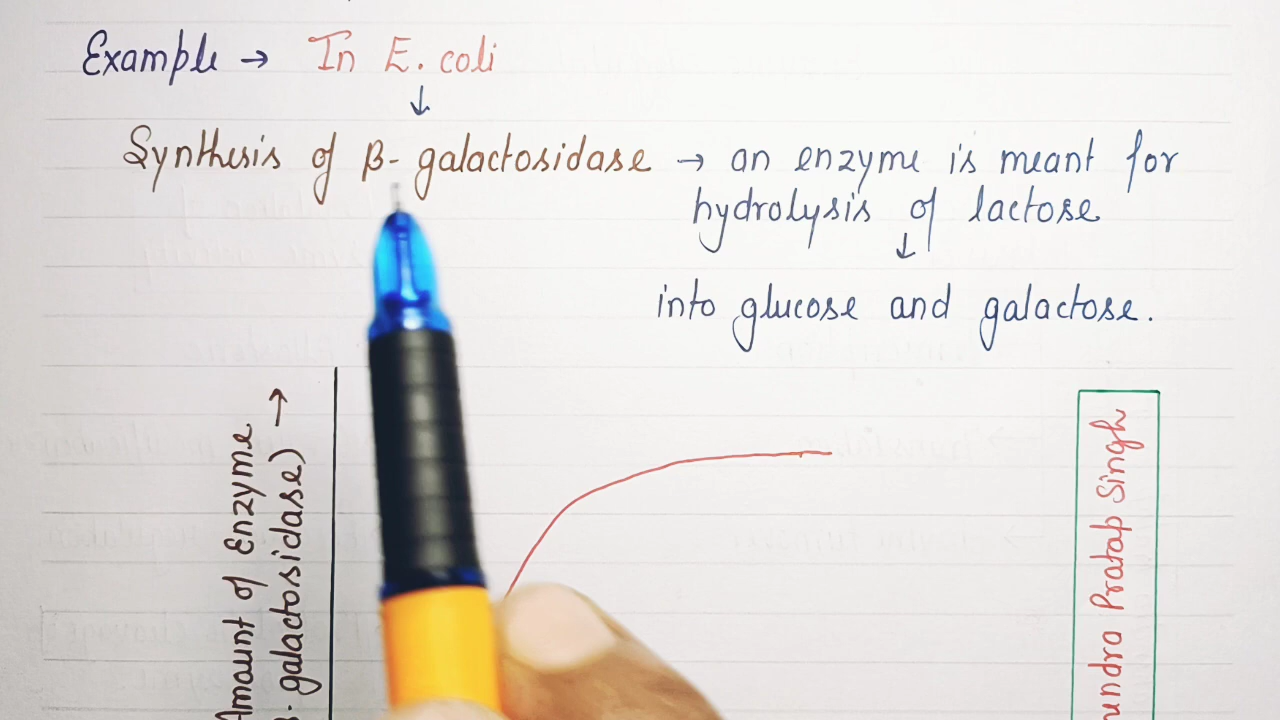 Example → In E. coli
↓
Synthesis of β- galactosidase → an enzyme is meant for
hydrolysis of lactose
↓
into glucose and galactose.
Amount of Enzyme
galactosidase) →
Pratap Singh